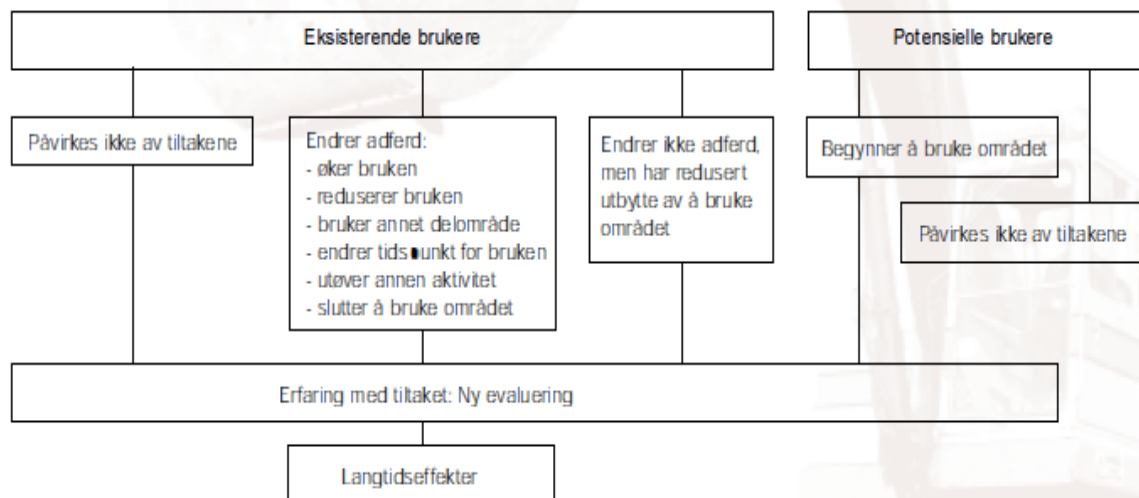 Eksisterende brukere
Potensielle brukere
Påvirkes ikke av tiltakene
Endrer adferd:
- øker bruken
- reduserer bruken
- bruker annet delområde
- endrer tidspunkt for bruken
- utøver annen aktivitet
- slutter å bruke området
Endrer ikke adferd,
men har redusert
utbytte av å bruke
området
Begynner å bruke området
Påvirkes ikke av tiltakene
Erfaring med tiltaket: Ny evaluering
Langtidseffekter